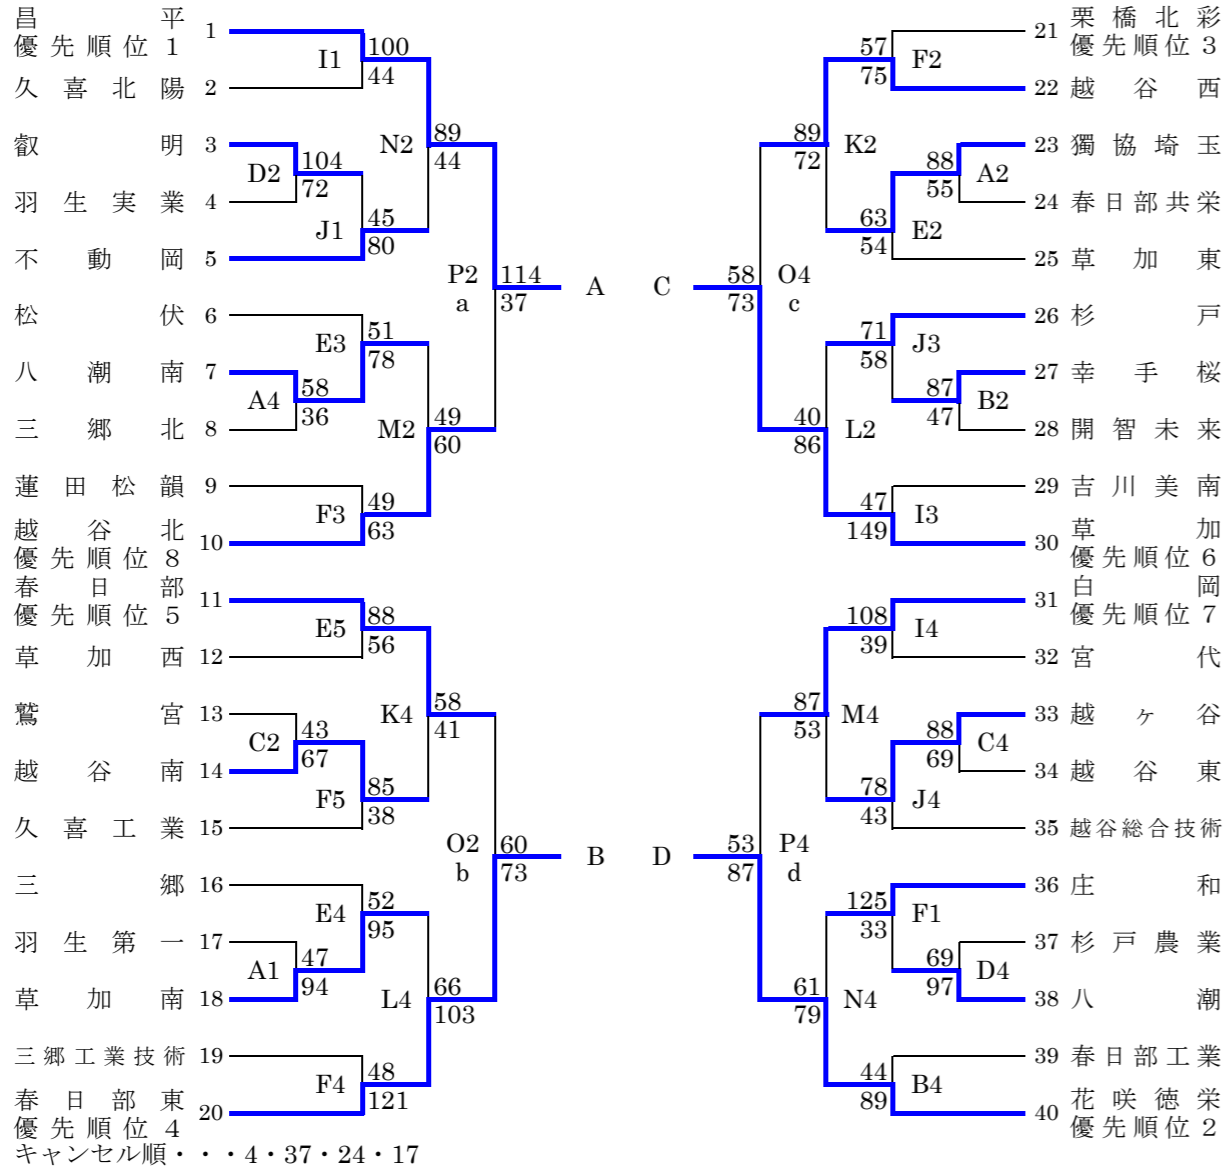 昌平
優先順位1
1
久喜北陽 2
I1
100
44
叡明 3
羽生実業 4
D2
104
72
不動岡 5
J1
45
80
N2
89
44
松伏 6
八潮南 7
三郷北 8
A4
58
36
E3
51
78
蓮田松韻 9
越谷北
優先順位8
10
F3
49
63
M2
49
60
P2
a
114
37
A
春日部
優先順位5
11
草加西 12
E5
88
56
鷲宮 13
越谷南 14
C2
43
67
久喜工業 15
F5
85
38
K4
58
41
三郷 16
羽生第一 17
草加南 18
A1
47
94
E4
52
95
三郷工業技術 19
春日部東
優先順位4
20
F4
48
121
L4
66
103
O2
b
60
73
B
キャンセル順・・・4・37・24・17
21 栗橋北彩
優先順位3
22 越谷西
57
75
F2
23 獨協埼玉
24 春日部共栄
88
55
A2
25 草加東
63
54
E2
89
72
K2
26 杉戸
27 幸手桜
28 開智未来
87
47
B2
71
58
J3
29 吉川美南
30 草加
優先順位6
47
149
I3
40
86
L2
C
58
73
O4
c
31 白岡
優先順位7
32 宮代
108
39
I4
33 越ヶ谷
34 越谷東
88
69
C4
35 越谷総合技術
78
43
J4
87
53
M4
36 庄和
37 杉戸農業
38 八潮
69
97
D4
125
33
F1
39 春日部工業
40 花咲徳栄
優先順位2
44
89
B4
61
79
N4
D
53
87
P4
d